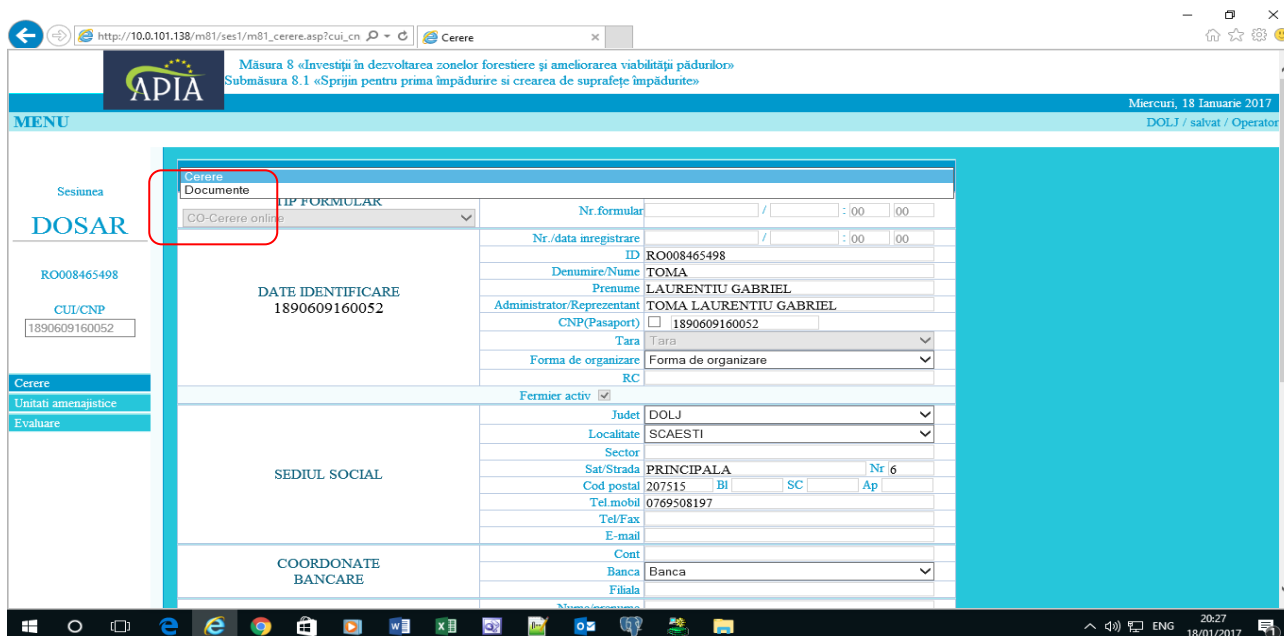 http://10.0.101.138/m81/ses1/m81_cerere.asp?cui_cn
Cerere
APIA
Măsura 8 «Investiții în dezvoltarea zonelor forestiere şi ameliorarea viabilității pădurilor»
Submăsura 8.1 «Sprijin pentru prima împădurire si crearea de suprafețe împădurite»
Miercuri, 18 Ianuarie 2017
MENU
DOLJ / salvat / Operator
Cerere
Documente
Sesiunea
DOSAR
RO008465498
CUI/CNP
1890609160052
Cerere
Unitati amenajistice
Evaluare
TIP FORMULAR
CO-Cerere online
Nr.formular / : 00 00
Nr./data inregistrare / : 00 00
DATE IDENTIFICARE
1890609160052
ID RO008465498
Denumire/Nume TOMA
Prenume LAURENTIU GABRIEL
Administrator/Reprezentant TOMA LAURENTIU GABRIEL
CNP(Pasaport) 1890609160052
Tara Tara
Forma de organizare Forma de organizare
RC
Fermier activ
SEDIUL SOCIAL
Judet DOLJ
Localitate SCAESTI
Sector
Sat/Strada PRINCIPALA Nr 6
Cod postal 207515 Bl SC Ap
Tel.mobil 0769508197
Tel/Fax
E-mail
COORDONATE
BANCARE
Cont
Banca Banca
Filiala
Nume/prenume
ENG
20:27
18/01/2017